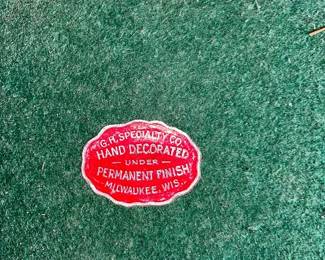 G.R. SPECIALTY CO.
HAND DECORATED
— UNDER —
PERMANENT FINISH
MILWAUKEE, WIS.